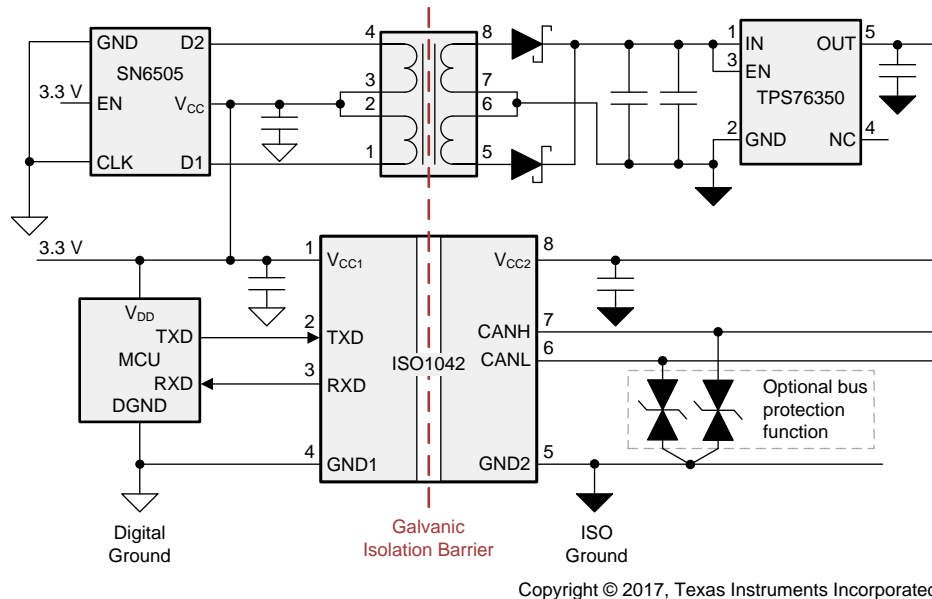 GND
D2
SN6505
3.3 V
EN
VCC
CLK
D1
4
3
2
1
8
7
6
5
1
IN
OUT
5
3
EN
TPS76350
2
GND
NC
4
3.3 V
1
VCC1
VDD
TXD
2
TXD
MCU
RXD
3
RXD
DGND
4
GND1
ISO1042
VCC2
8
CANH
7
CANL
6
GND2
5
Optional bus
protection
function
Digital
Ground
Galvanic
Isolation Barrier
ISO
Ground
Copyright © 2017, Texas Instruments Incorporated